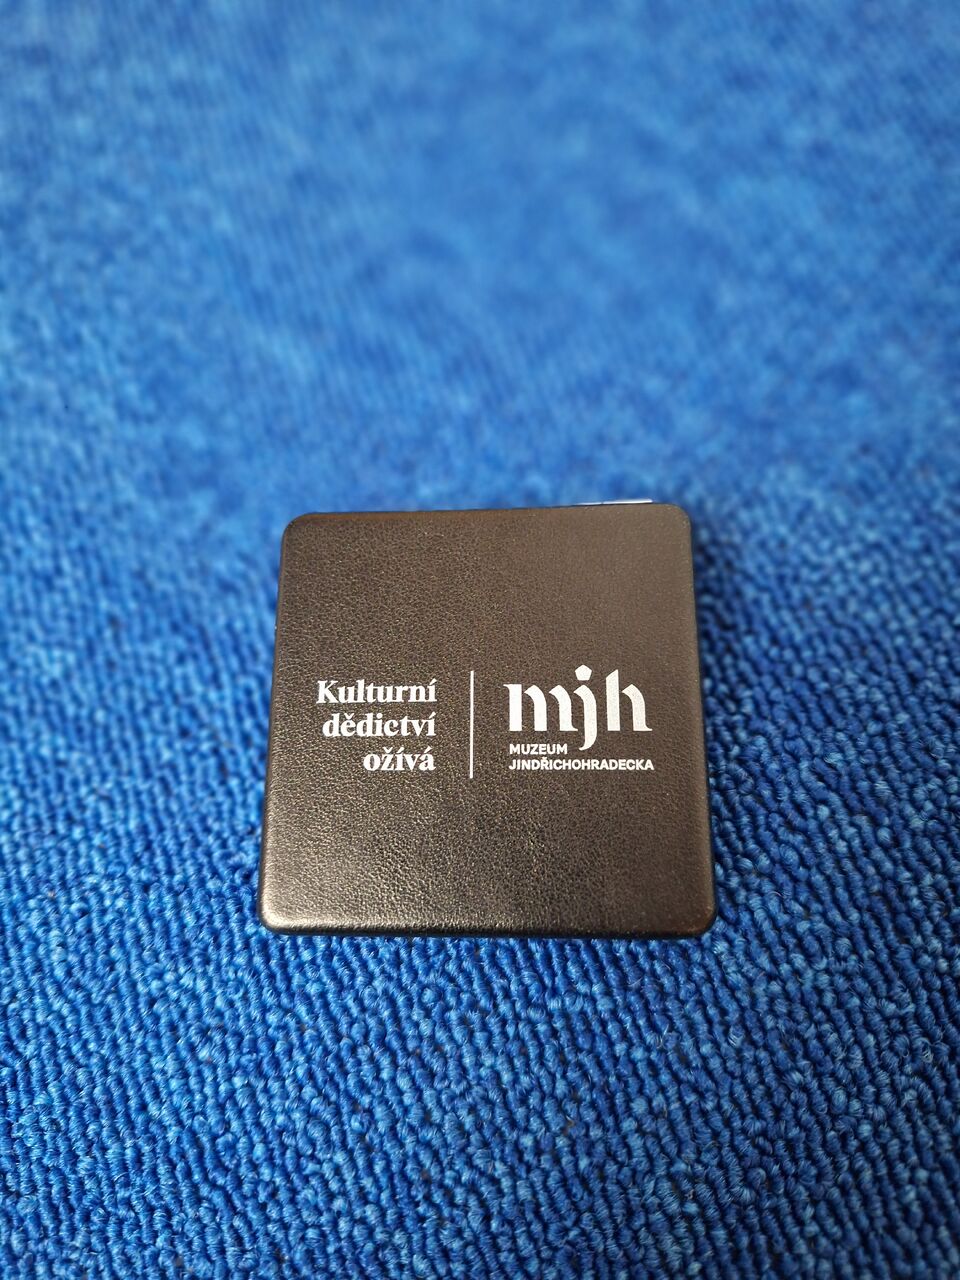 Kulturní
dědictví
ožívá
mjh
MUZEUM
JINDŘICHOHRADECKA